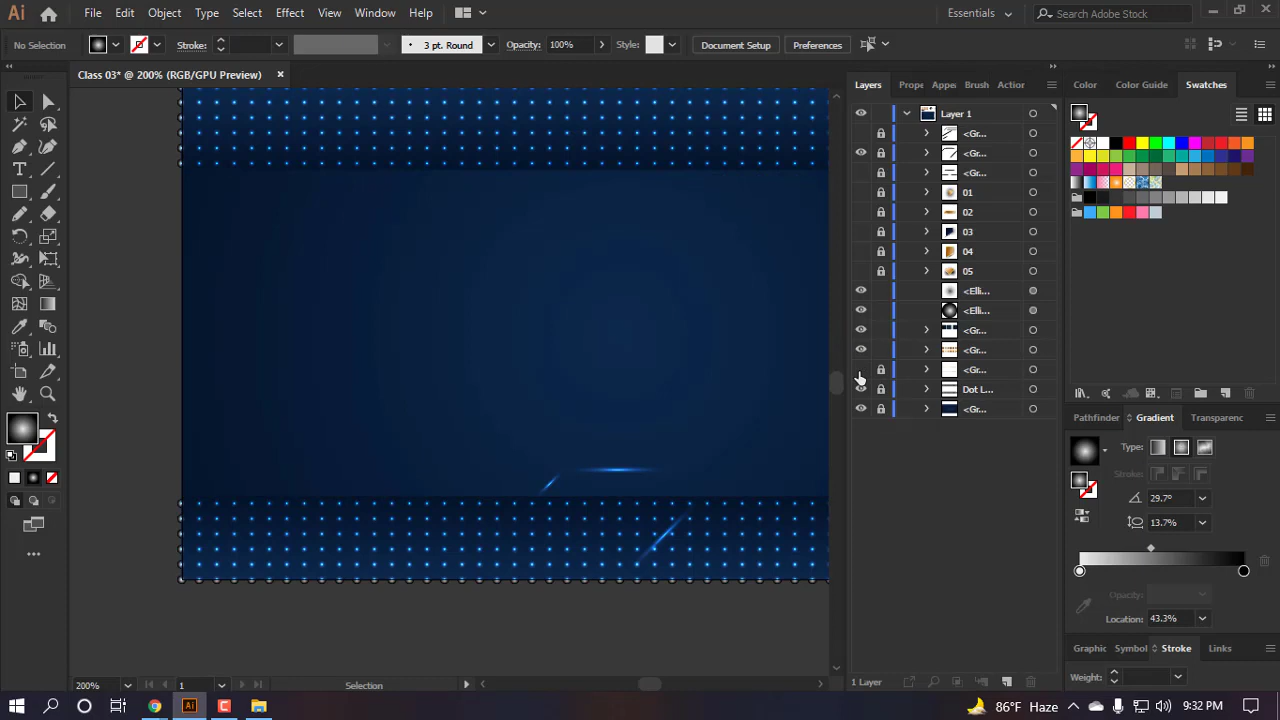 Ai File Edit Object Type Select Effect View Window Help Essentials Search Adobe Stock
No Selection Stroke: 3 pt. Round Opacity: 100% Style: Document Setup Preferences
Class 03* @ 200% (RGB/GPU Preview) ×
Layers Prope Appe Brush Action Color Color Guide Swatches
Layer 1
<Gr...
<Gr...
<Gr...
01
02
03
04
05
<Elli...
<Elli...
<Gr...
<Gr...
<Gr...
Dot L...
<Gr...
Pathfinder Gradient Transparenc
Type:
Stroke:
29.7°
13.7%
Opacity:
Location: 43.3%
Graphic Symbol Stroke Links
Weight:
200% 1 Selection 1 Layer
Ai 86°F Haze 9:32 PM